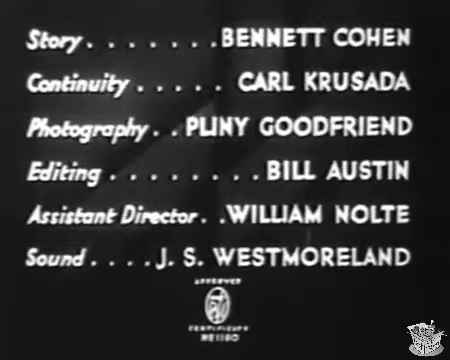 Story . . . . . . . BENNETT COHEN
Continuity . . . . . CARL KRUSADA
Photography . . PLINY GOODFRIEND
Editing . . . . . . . . BILL AUSTIN
Assistant Director . . WILLIAM NOLTE
Sound . . . . J. S. WESTMORELAND
APPROVED
CERTIFICATE